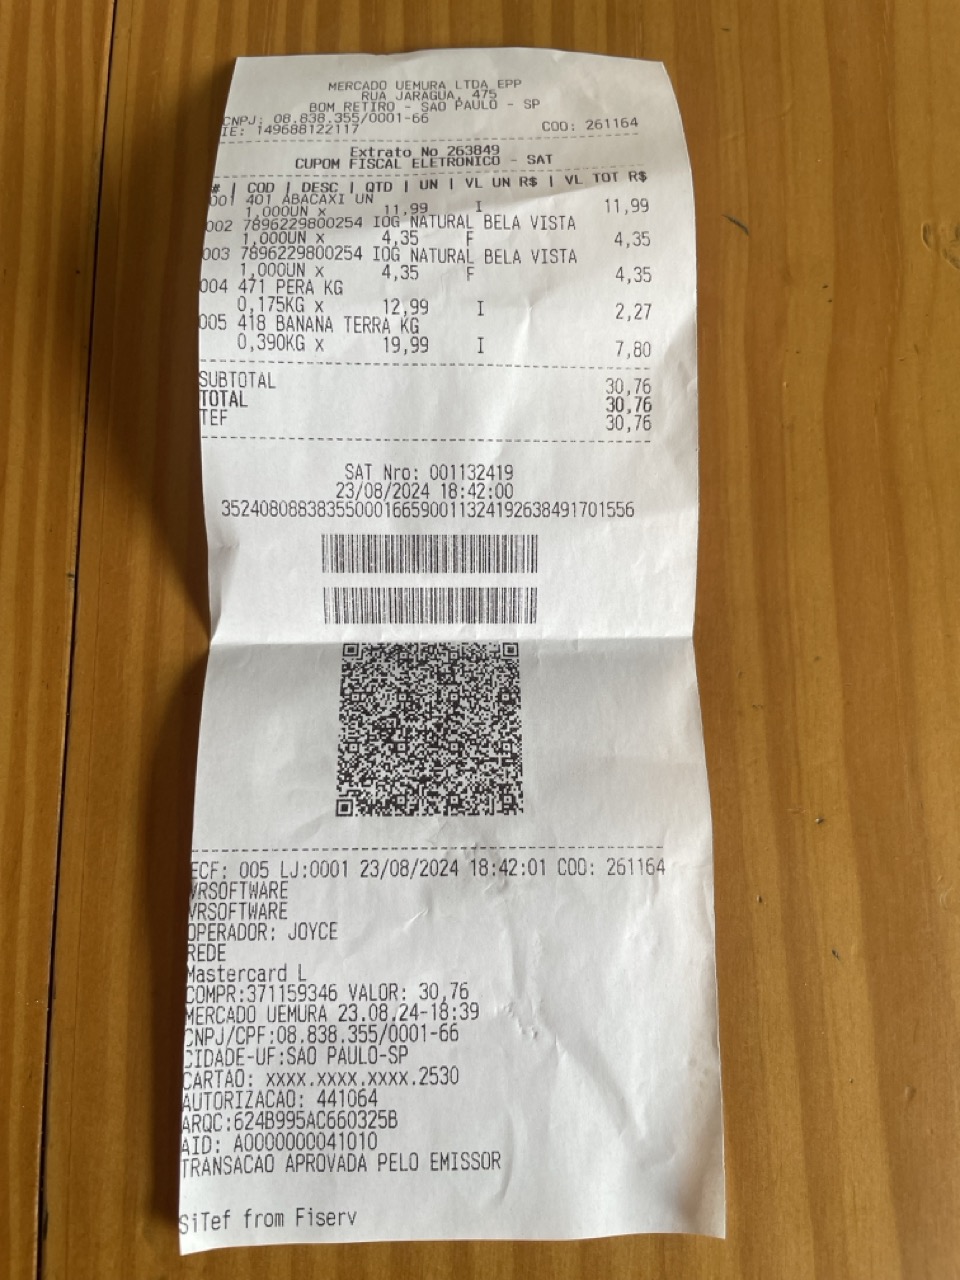 MERCADO UEMURA LTDA EPP
RUA JARAGUA, 475
BOM RETIRO - SAO PAULO - SP
CNPJ: 08.838.355/0001-66
IE: 149688122117 COO: 261164
Extrato No 263849
CUPOM FISCAL ELETRONICO - SAT
# | COD | DESC | QTD | UN | VL UN R$ | VL TOT R$
001 401 ABACAXI UN
1,000UN x 11,99 I 11,99
002 7896229800254 IOG NATURAL BELA VISTA
1,000UN x 4,35 F 4,35
003 7896229800254 IOG NATURAL BELA VISTA
1,000UN x 4,35 F 4,35
004 471 PERA KG
0,175KG x 12,99 I 2,27
005 418 BANANA TERRA KG
0,390KG x 19,99 I 7,80
SUBTOTAL 30,76
TOTAL 30,76
TEF 30,76
SAT Nro: 001132419
23/08/2024 18:42:00
35240808838355000166590011324192638491701556
ECF: 005 LJ:0001 23/08/2024 18:42:01 COO: 261164
VRSOFTWARE
VRSOFTWARE
OPERADOR: JOYCE
REDE
Mastercard L
COMPR:371159346 VALOR: 30,76
MERCADO UEMURA 23.08.24-18:39
CNPJ/CPF:08.838.355/0001-66
CIDADE-UF:SAO PAULO-SP
CARTAO: xxxx.xxxx.xxxx.2530
AUTORIZACAO: 441064
ARQC:624B995AC660325B
AID: A0000000041010
TRANSACAO APROVADA PELO EMISSOR
SiTef from Fiserv